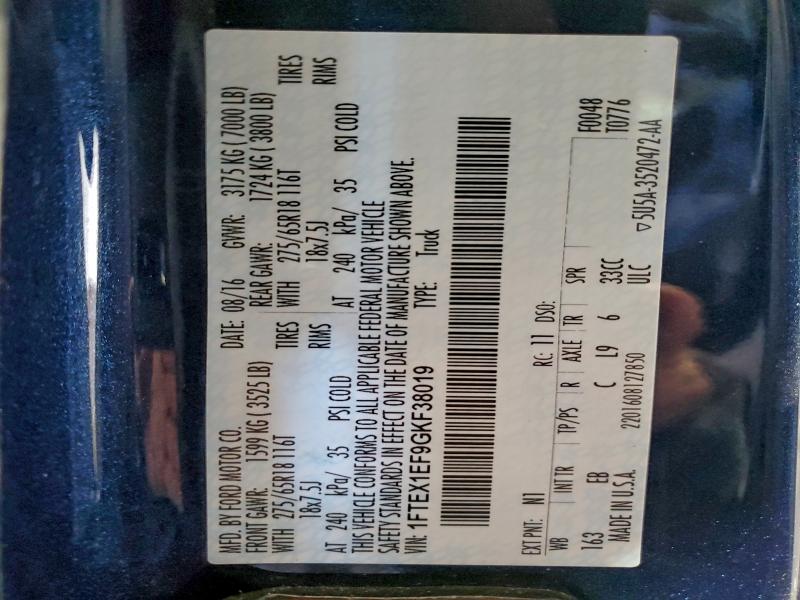 MFD. BY FORD MOTOR CO. DATE: 08/16 GVWR: 3175 KG ( 7000 LB)
FRONT GAWR: 1599 KG ( 3525 LB) REAR GAWR: 1724 KG ( 3800 LB)
WITH 275/65R18 116T TIRES WITH 275/65R18 116T TIRES
18x7.5J RIMS 18x7.5J RIMS
AT 240 kPa/ 35 PSI COLD AT 240 kPa/ 35 PSI COLD
THIS VEHICLE CONFORMS TO ALL APPLICABLE FEDERAL MOTOR VEHICLE
SAFETY STANDARDS IN EFFECT ON THE DATE OF MANUFACTURE SHOWN ABOVE.
VIN: 1FTEX1EF9GKF38019 TYPE: Truck
EXT PNT: N1 RC: 11 DSO: F0048
WB INT TR TP/PS R AXLE TR SPR T0776
163 EB C L9 6 33CC
MADE IN U.S.A. 2201608127850 ULC ▽5U5A-3520472-AA